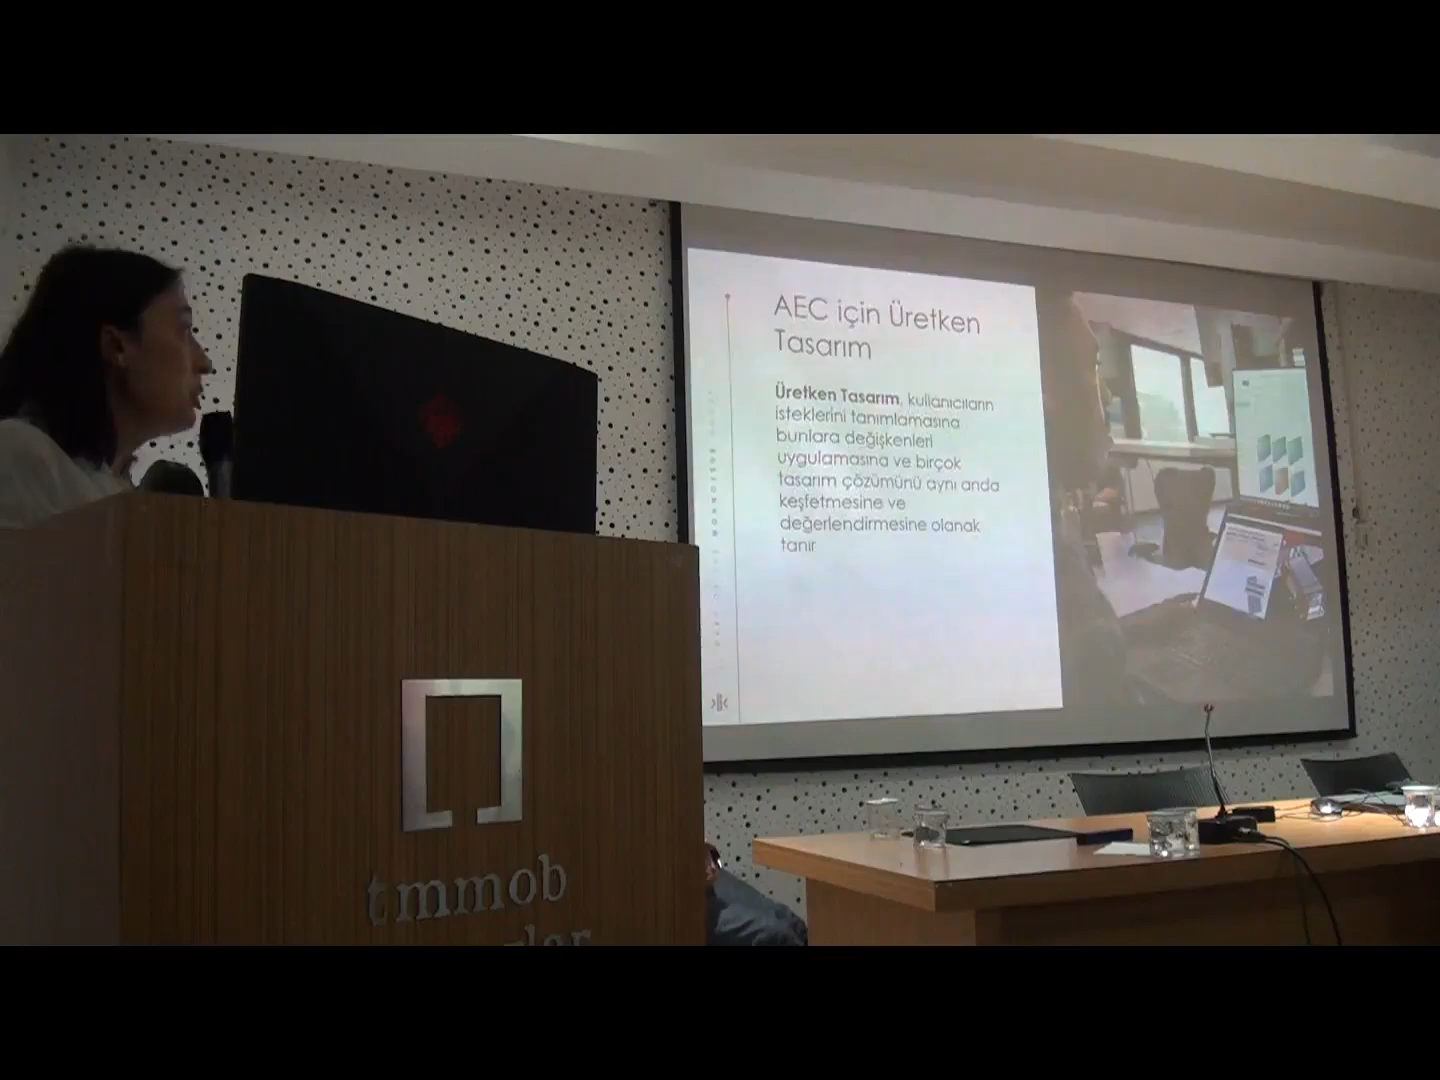 AEC için Üretken
Tasarım
Üretken Tasarım, kullanıcıların
isteklerini tanımlamasına
bunlara değişkenleri
uygulamasına ve birçok
tasarım çözümünü aynı anda
keşfetmesine ve
değerlendirmesine olanak
tanır
tmmob